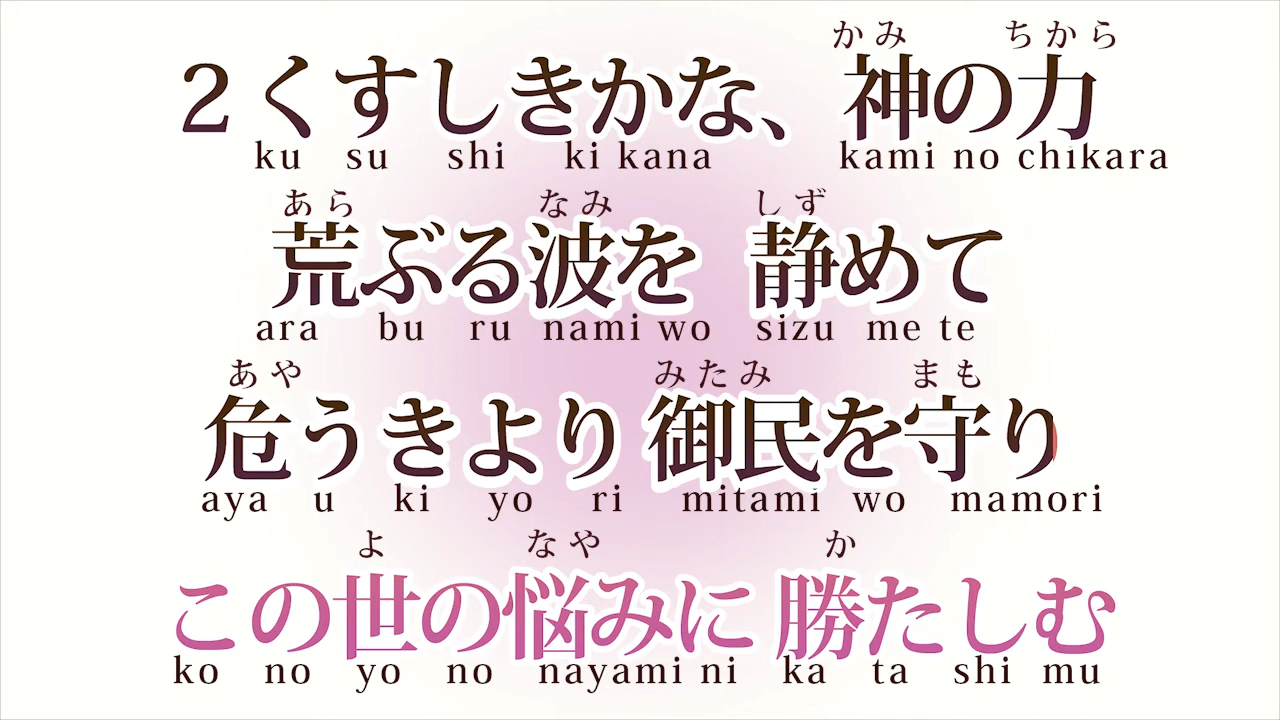 かみ ちから
２くすしきかな、 神の力
ku su shi ki kana kami no chikara
あら なみ しず
荒ぶる波を 静めて
ara bu ru nami wo sizu me te
あや みたみ まも
危うきより 御民を守り
aya u ki yo ri mitami wo mamori
よ なや か
この世の悩みに 勝たしむ
ko no yo no nayami ni ka ta shi mu